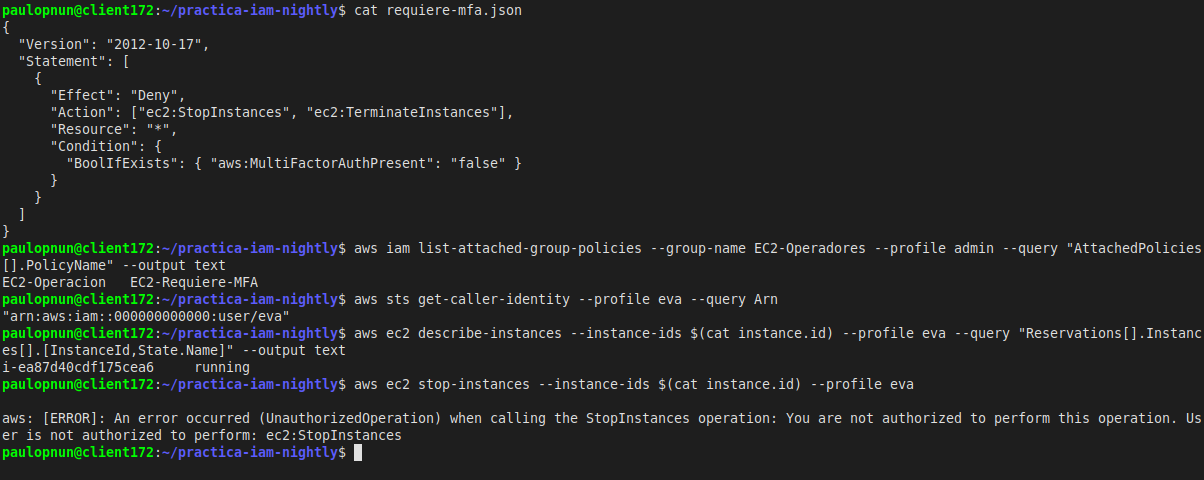 paulopnun@client172:~/practica-iam-nightly$ cat requiere-mfa.json
{
  "Version": "2012-10-17",
  "Statement": [
    {
      "Effect": "Deny",
      "Action": ["ec2:StopInstances", "ec2:TerminateInstances"],
      "Resource": "*",
      "Condition": {
        "BoolIfExists": { "aws:MultiFactorAuthPresent": "false" }
      }
    }
  ]
}
paulopnun@client172:~/practica-iam-nightly$ aws iam list-attached-group-policies --group-name EC2-Operadores --profile admin --query "AttachedPolicies
[].PolicyName" --output text
EC2-Operacion   EC2-Requiere-MFA
paulopnun@client172:~/practica-iam-nightly$ aws sts get-caller-identity --profile eva --query Arn
"arn:aws:iam::000000000000:user/eva"
paulopnun@client172:~/practica-iam-nightly$ aws ec2 describe-instances --instance-ids $(cat instance.id) --profile eva --query "Reservations[].Instanc
es[].[InstanceId,State.Name]" --output text
i-ea87d40cdf175cea6     running
paulopnun@client172:~/practica-iam-nightly$ aws ec2 stop-instances --instance-ids $(cat instance.id) --profile eva

aws: [ERROR]: An error occurred (UnauthorizedOperation) when calling the StopInstances operation: You are not authorized to perform this operation. Us
er is not authorized to perform: ec2:StopInstances
paulopnun@client172:~/practica-iam-nightly$